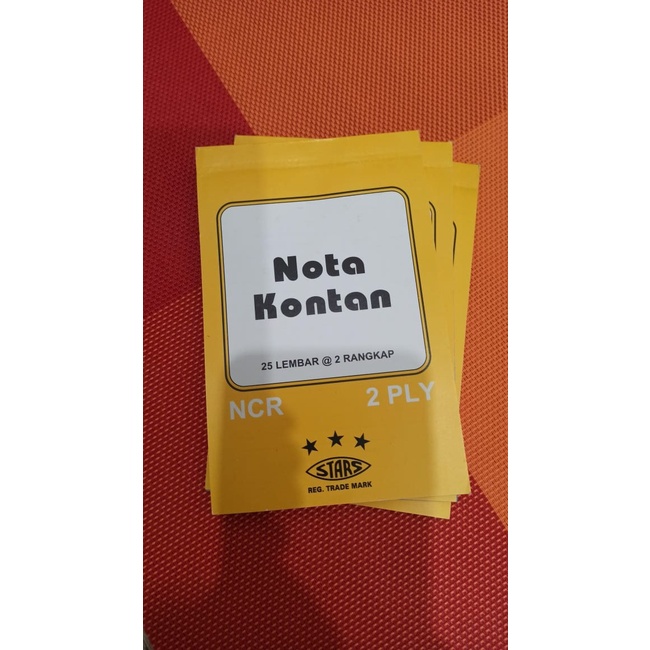 Nota
Kontan
25 LEMBAR @ 2 RANGKAP
NCR 2 PLY
STARS
REG. TRADE MARK